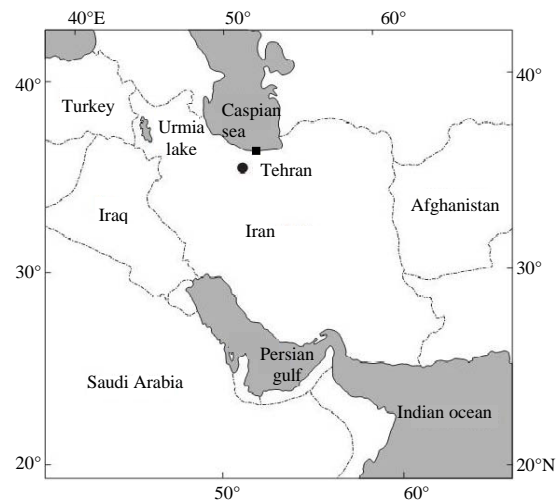 40°E
50°
60°
40°
40°
Turkey
Urmia
lake
Caspian
sea
Tehran
Iraq
Iran
Afghanistan
30°
30°
Persian
gulf
Saudi Arabia
Indian ocean
20°
20°N
50°
60°